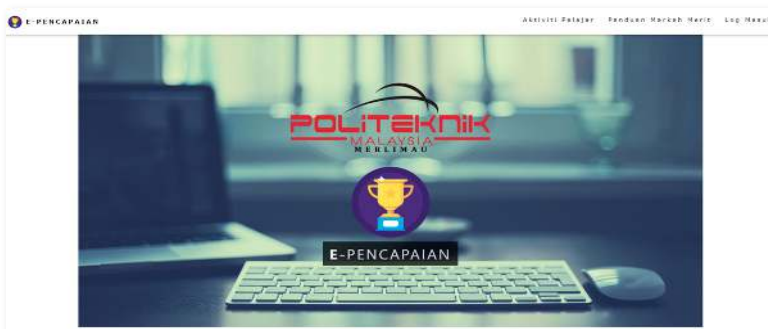 E-PENCAPAIAN
Aktiviti Pelajar Panduan Markah Merit Log Masuk
POLiTEKNiK
MALAYSIA
MERLIMAU
E-PENCAPAIAN